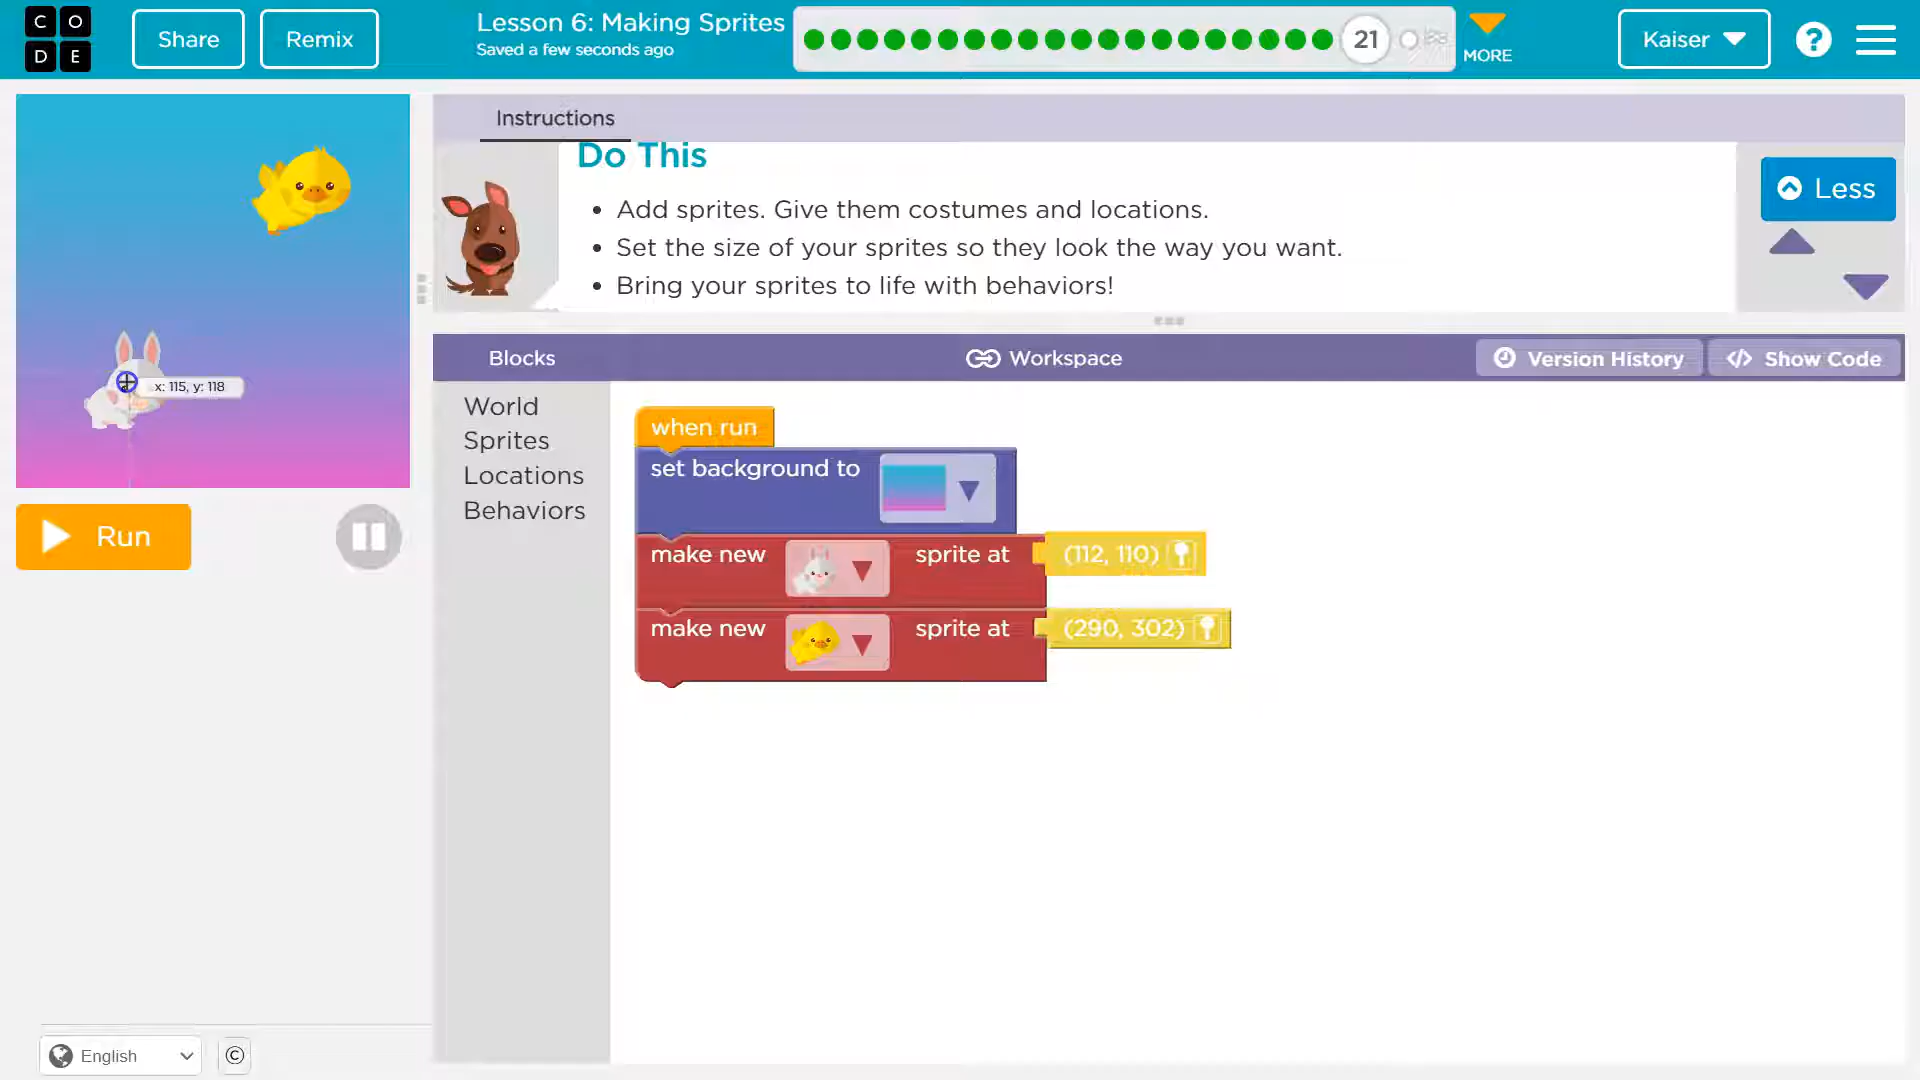 CO
DE
Share
Remix
Lesson 6: Making Sprites
Saved a few seconds ago
21
MORE
Kaiser
?
Instructions
Do This
• Add sprites. Give them costumes and locations.
• Set the size of your sprites so they look the way you want.
• Bring your sprites to life with behaviors!
Less
x: 115, y: 118
Run
Blocks
Workspace
Version History
Show Code
World
Sprites
Locations
Behaviors
when run
set background to
make new sprite at (112, 110)
make new sprite at (290, 302)
English
©